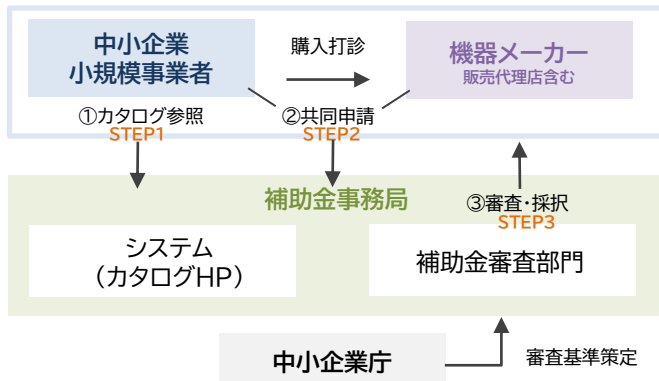 中小企業
小規模事業者
購入打診
機器メーカー
販売代理店含む
①カタログ参照
STEP1
②共同申請
STEP2
補助金事務局
③審査・採択
STEP3
システム
（カタログHP）
補助金審査部門
中小企業庁
審査基準策定